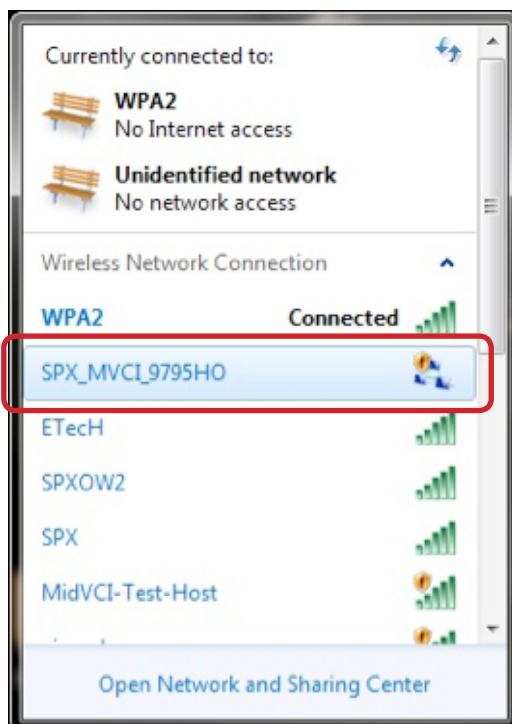 Currently connected to:
WPA2
No Internet access
Unidentified network
No network access
Wireless Network Connection
WPA2 Connected
SPX_MVCI_9795HO
ETecH
SPXOW2
SPX
MidVCI-Test-Host
Open Network and Sharing Center